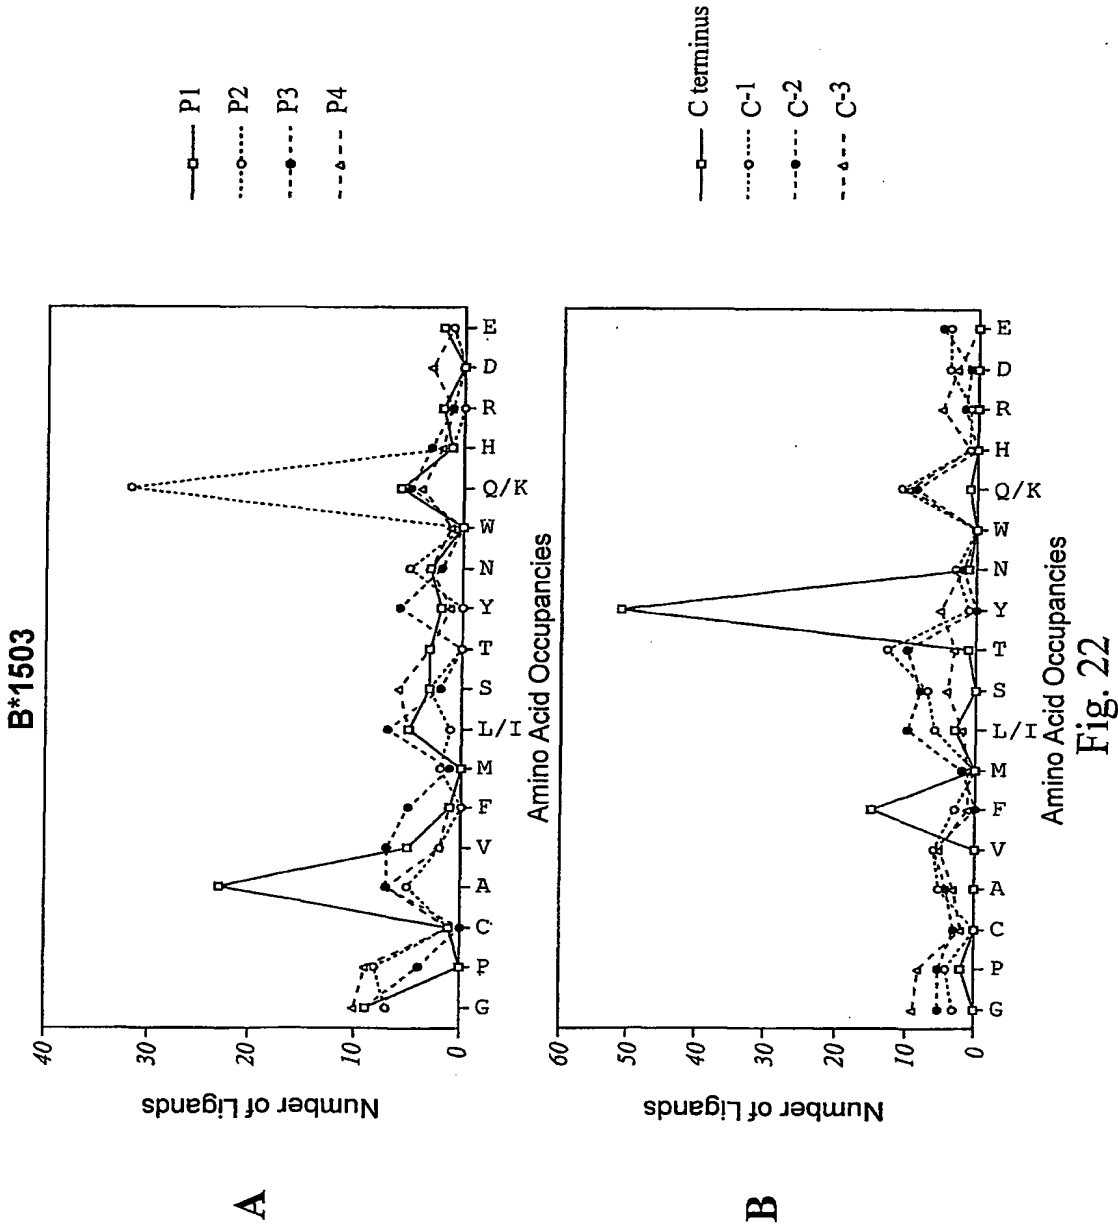 B*1503
A
Number of Ligands
40
30
20
10
0
G P C A V F M L/I S T Y N W Q/K H R D E
Amino Acid Occupancies
P1
P2
P3
P4
B
Number of Ligands
60
50
40
30
20
10
0
G P C A V F M L/I S T Y N W Q/K H R D E
Amino Acid Occupancies
C terminus
C-1
C-2
C-3
Fig. 22